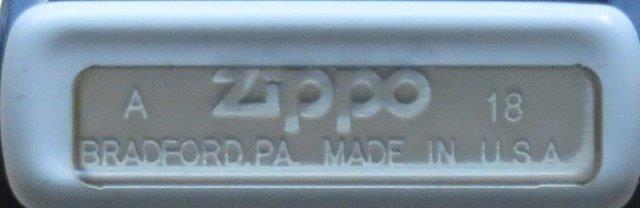 A Zippo 18
BRADFORD, PA. MADE IN U.S.A.